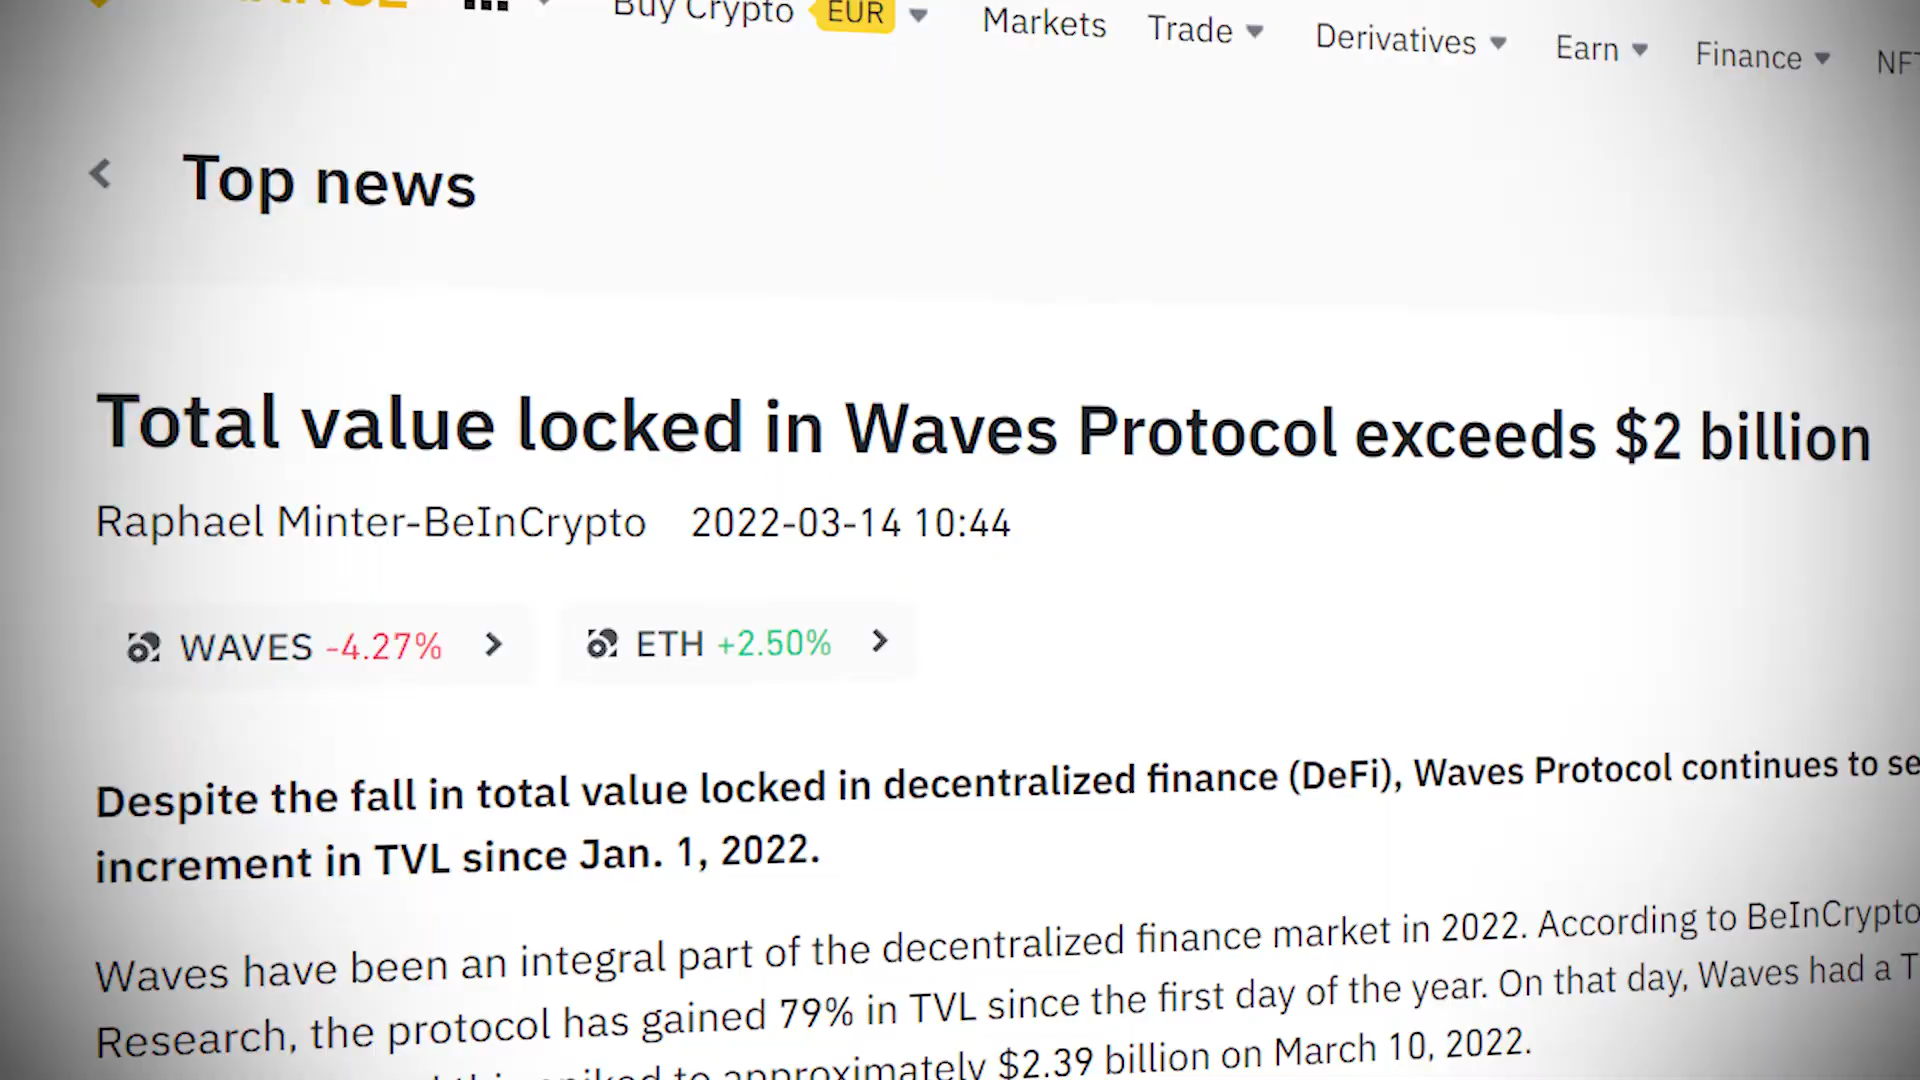 Buy Crypto EUR Markets Trade Derivatives Earn Finance
Top news
Total value locked in Waves Protocol exceeds $2 billion
Raphael Minter-BeInCrypto 2022-03-14 10:44
WAVES -4.27% ETH +2.50%
Despite the fall in total value locked in decentralized finance (DeFi), Waves Protocol continues to
increment in TVL since Jan. 1, 2022.
Waves have been an integral part of the decentralized finance market in 2022. According to BeInCrypto
Research, the protocol has gained 79% in TVL since the first day of the year. On that day, Waves had a
to approximately $2.39 billion on March 10, 2022.